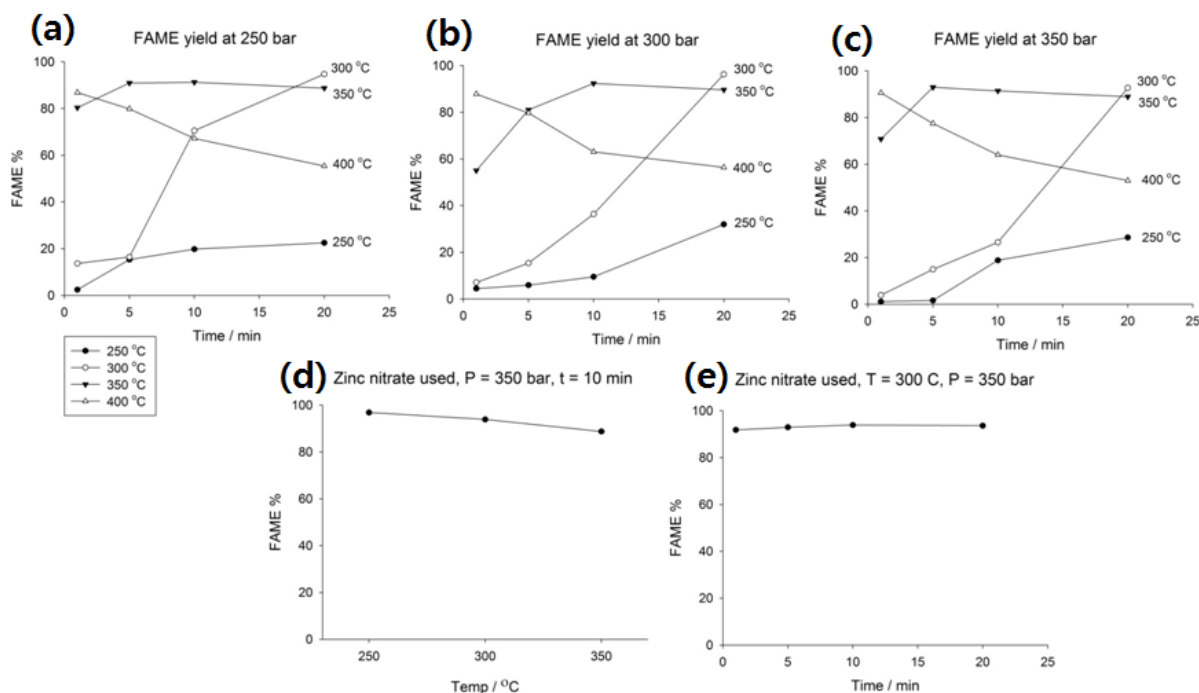 (a)
FAME yield at 250 bar
FAME %
100
80
60
40
20
0
300 °C
350 °C
400 °C
250 °C
0 5 10 15 20 25
Time / min
(b)
FAME yield at 300 bar
FAME %
100
80
60
40
20
0
300 °C
350 °C
400 °C
250 °C
0 5 10 15 20 25
Time / min
(c)
FAME yield at 350 bar
FAME %
100
80
60
40
20
0
300 °C
350 °C
400 °C
250 °C
0 5 10 15 20 25
Time / min
250 °C
300 °C
350 °C
400 °C
(d)
Zinc nitrate used, P = 350 bar, t = 10 min
FAME %
100
80
60
40
20
0
250 300 350
Temp / °C
(e)
Zinc nitrate used, T = 300 C, P = 350 bar
FAME %
100
80
60
40
20
0
0 5 10 15 20 25
Time / min